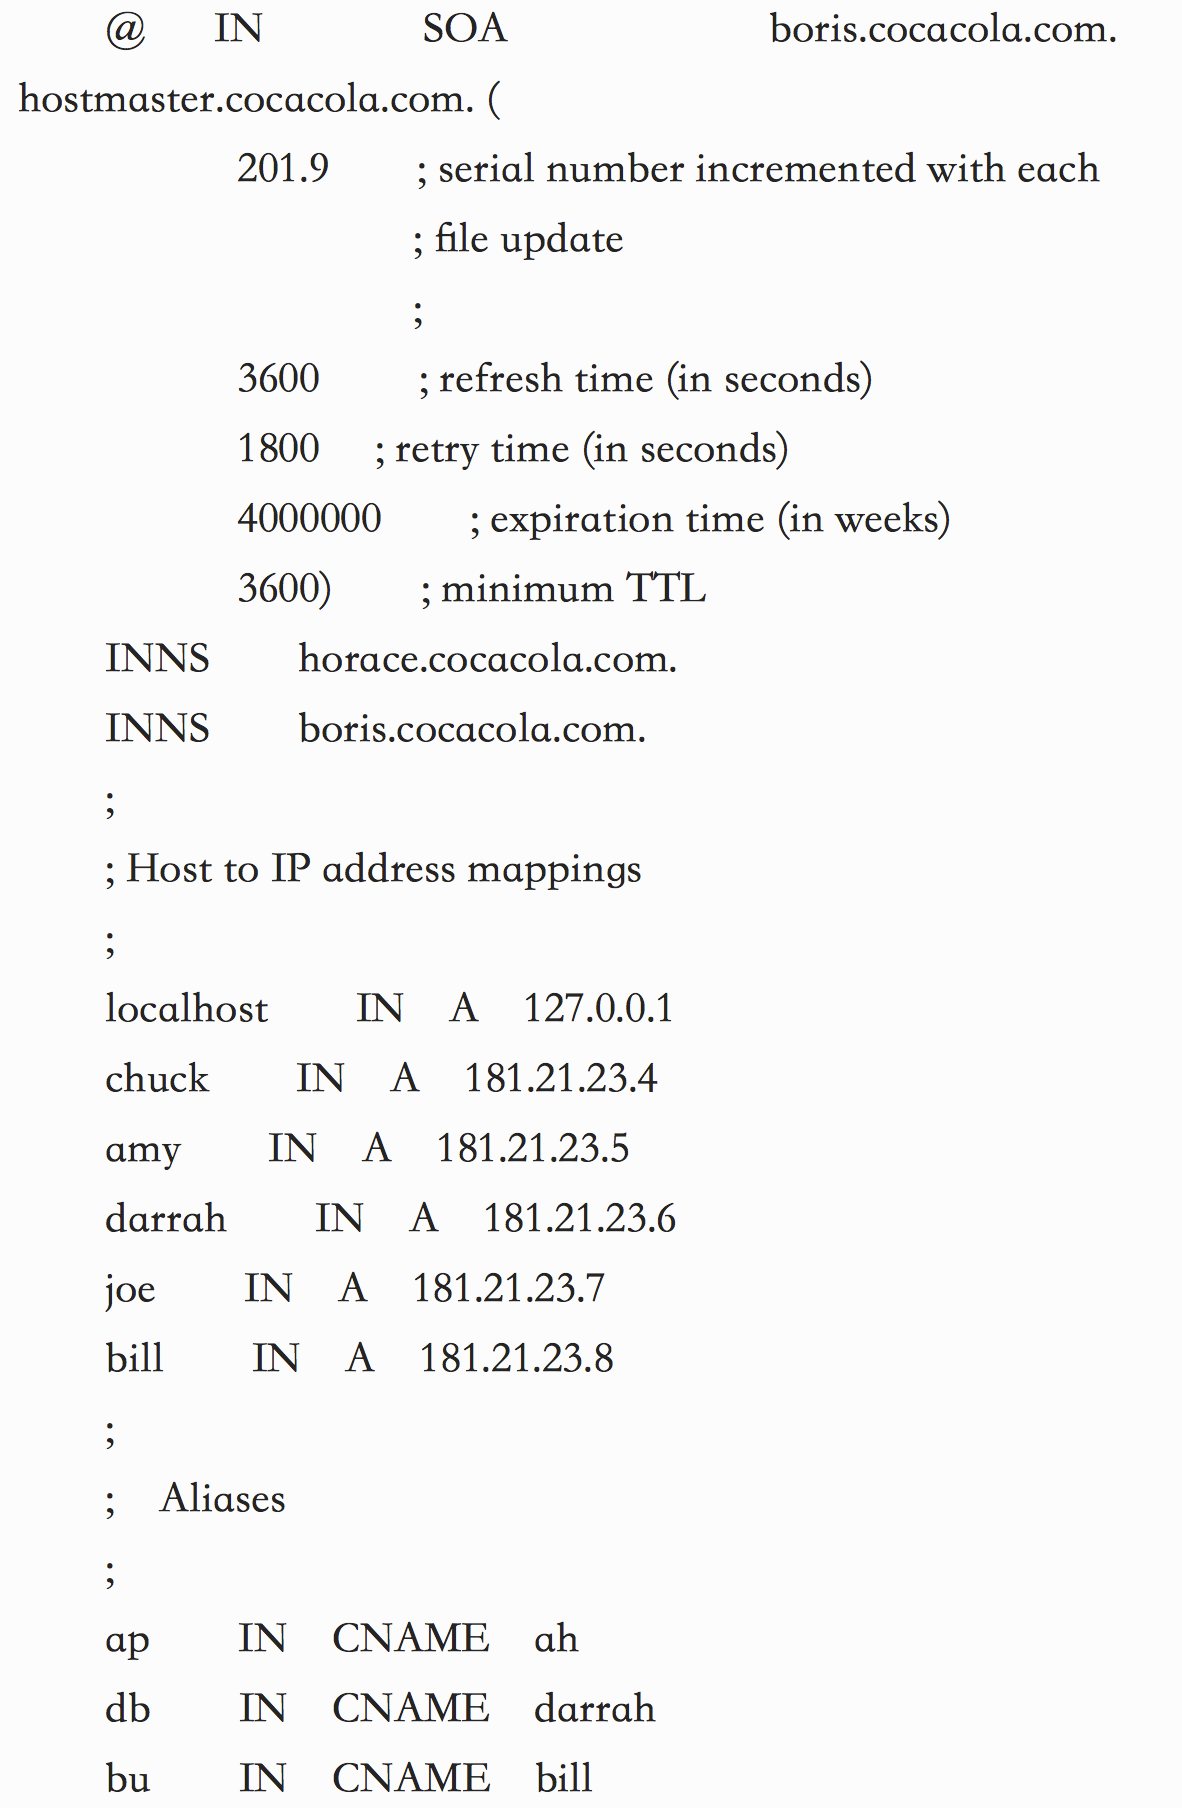 @ IN SOA boris.cocacola.com.
hostmaster.cocacola.com. (
201.9 ; serial number incremented with each
; file update
;
3600 ; refresh time (in seconds)
1800 ; retry time (in seconds)
4000000 ; expiration time (in weeks)
3600) ; minimum TTL
INNS horace.cocacola.com.
INNS boris.cocacola.com.
;
; Host to IP address mappings
;
localhost IN A 127.0.0.1
chuck IN A 181.21.23.4
amy IN A 181.21.23.5
darrah IN A 181.21.23.6
joe IN A 181.21.23.7
bill IN A 181.21.23.8
;
; Aliases
;
ap IN CNAME ah
db IN CNAME darrah
bu IN CNAME bill